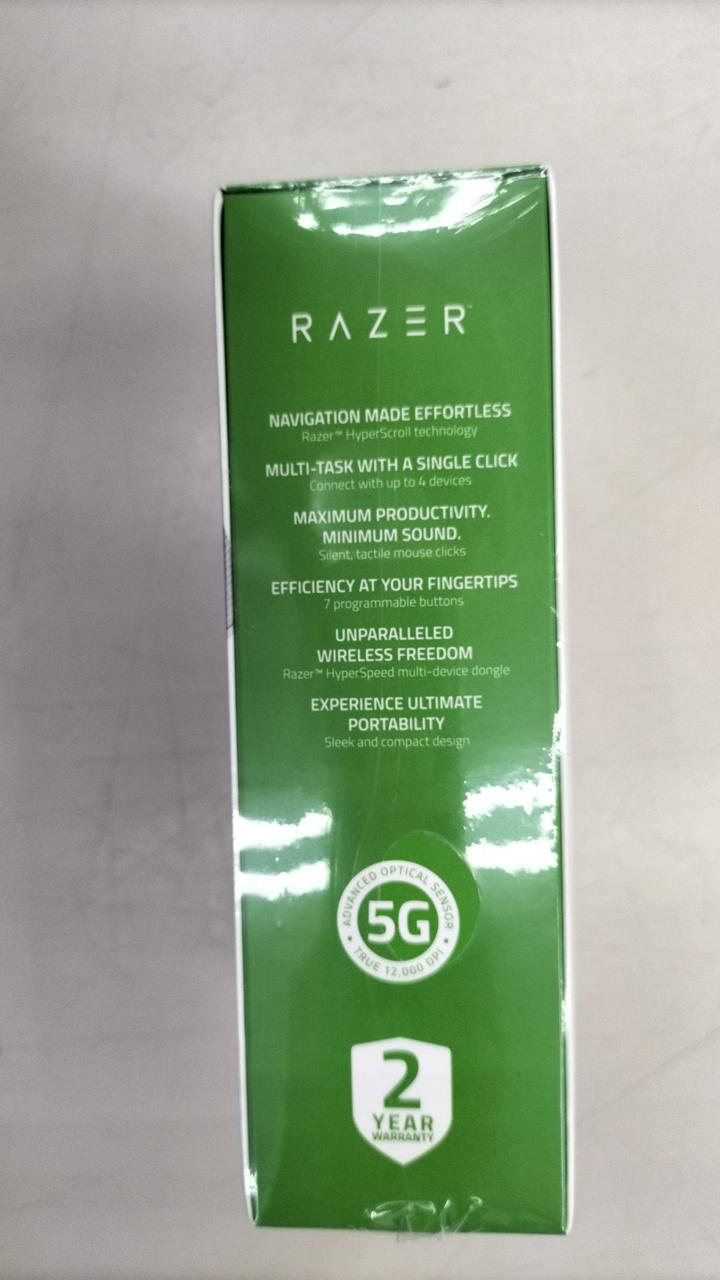 RAZER™
NAVIGATION MADE EFFORTLESS
Razer™ HyperScroll technology
MULTI-TASK WITH A SINGLE CLICK
Connect with up to 4 devices
MAXIMUM PRODUCTIVITY.
MINIMUM SOUND.
Silent, tactile mouse clicks
EFFICIENCY AT YOUR FINGERTIPS
7 programmable buttons
UNPARALLELED
WIRELESS FREEDOM
Razer™ HyperSpeed multi-device dongle
EXPERIENCE ULTIMATE
PORTABILITY
Sleek and compact design
ADVANCED OPTICAL SENSOR
5G
• TRUE 12,000 DPI •
2
YEAR
WARRANTY